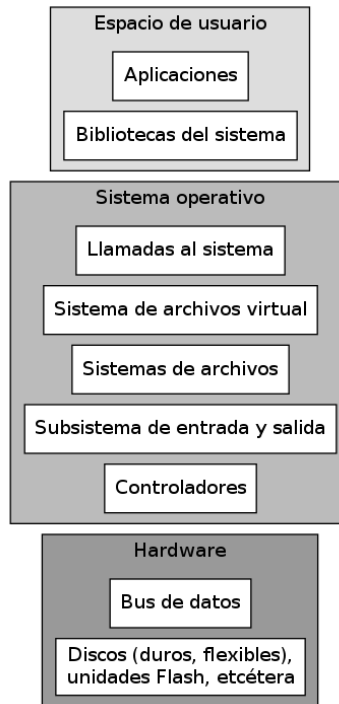 Espacio de usuario
Aplicaciones
Bibliotecas del sistema
Sistema operativo
Llamadas al sistema
Sistema de archivos virtual
Sistemas de archivos
Subsistema de entrada y salida
Controladores
Hardware
Bus de datos
Discos (duros, flexibles),
unidades Flash, etcétera